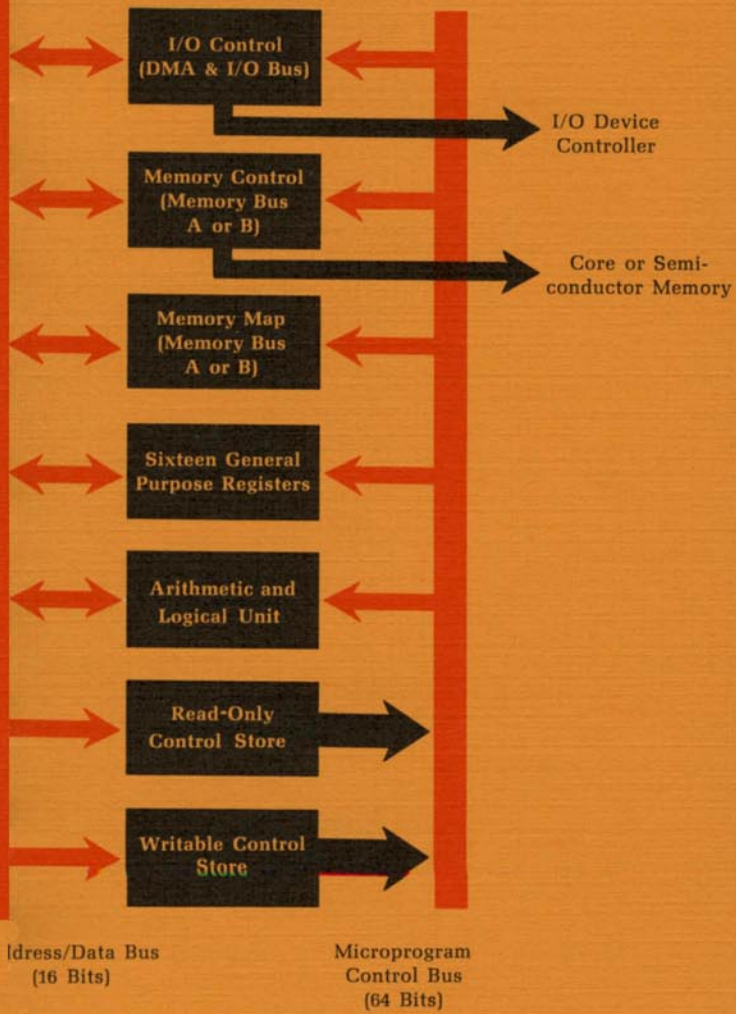 I/O Control
(DMA & I/O Bus)
I/O Device
Controller
Memory Control
(Memory Bus
A or B)
Core or Semi-
conductor Memory
Memory Map
(Memory Bus
A or B)
Sixteen General
Purpose Registers
Arithmetic and
Logical Unit
Read-Only
Control Store
Writable Control
Store
ldress/Data Bus
(16 Bits)
Microprogram
Control Bus
(64 Bits)